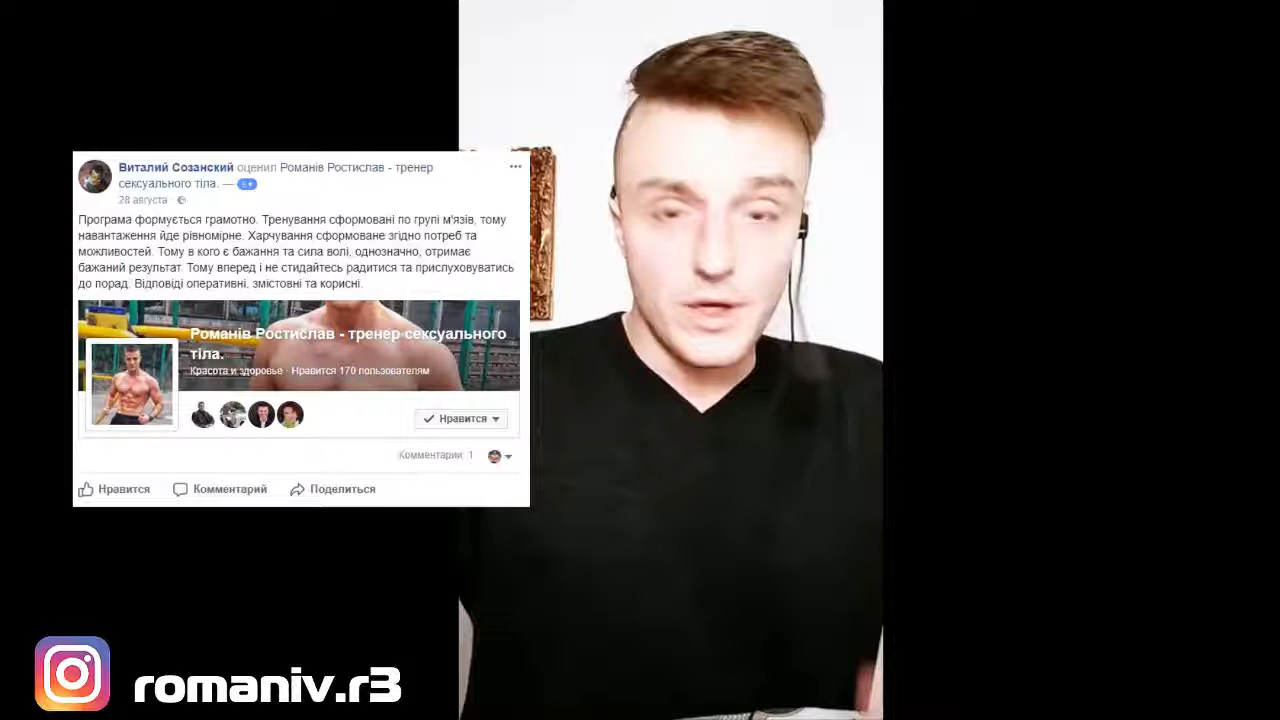 Виталий Созанский оценил Романів Ростислав - тренер
сексуального тіла. — 5★
28 августа
Програма формується грамотно. Тренування сформовані по групі м'язів, тому
навантаження йде рівномірне. Харчування сформоване згідно потреб та
можливостей. Тому в кого є бажання та сила волі, однозначно, отримає
бажаний результат. Тому вперед і не стидайтесь радитися та прислуховуватись
до порад. Відповіді оперативні, змістовні та корисні.
Романів Ростислав - тренер сексуального
тіла.
Красота и здоровье · Нравится 170 пользователям
Нравится
Комментарии: 1
Нравится Комментарий Поделиться
romaniv.r3